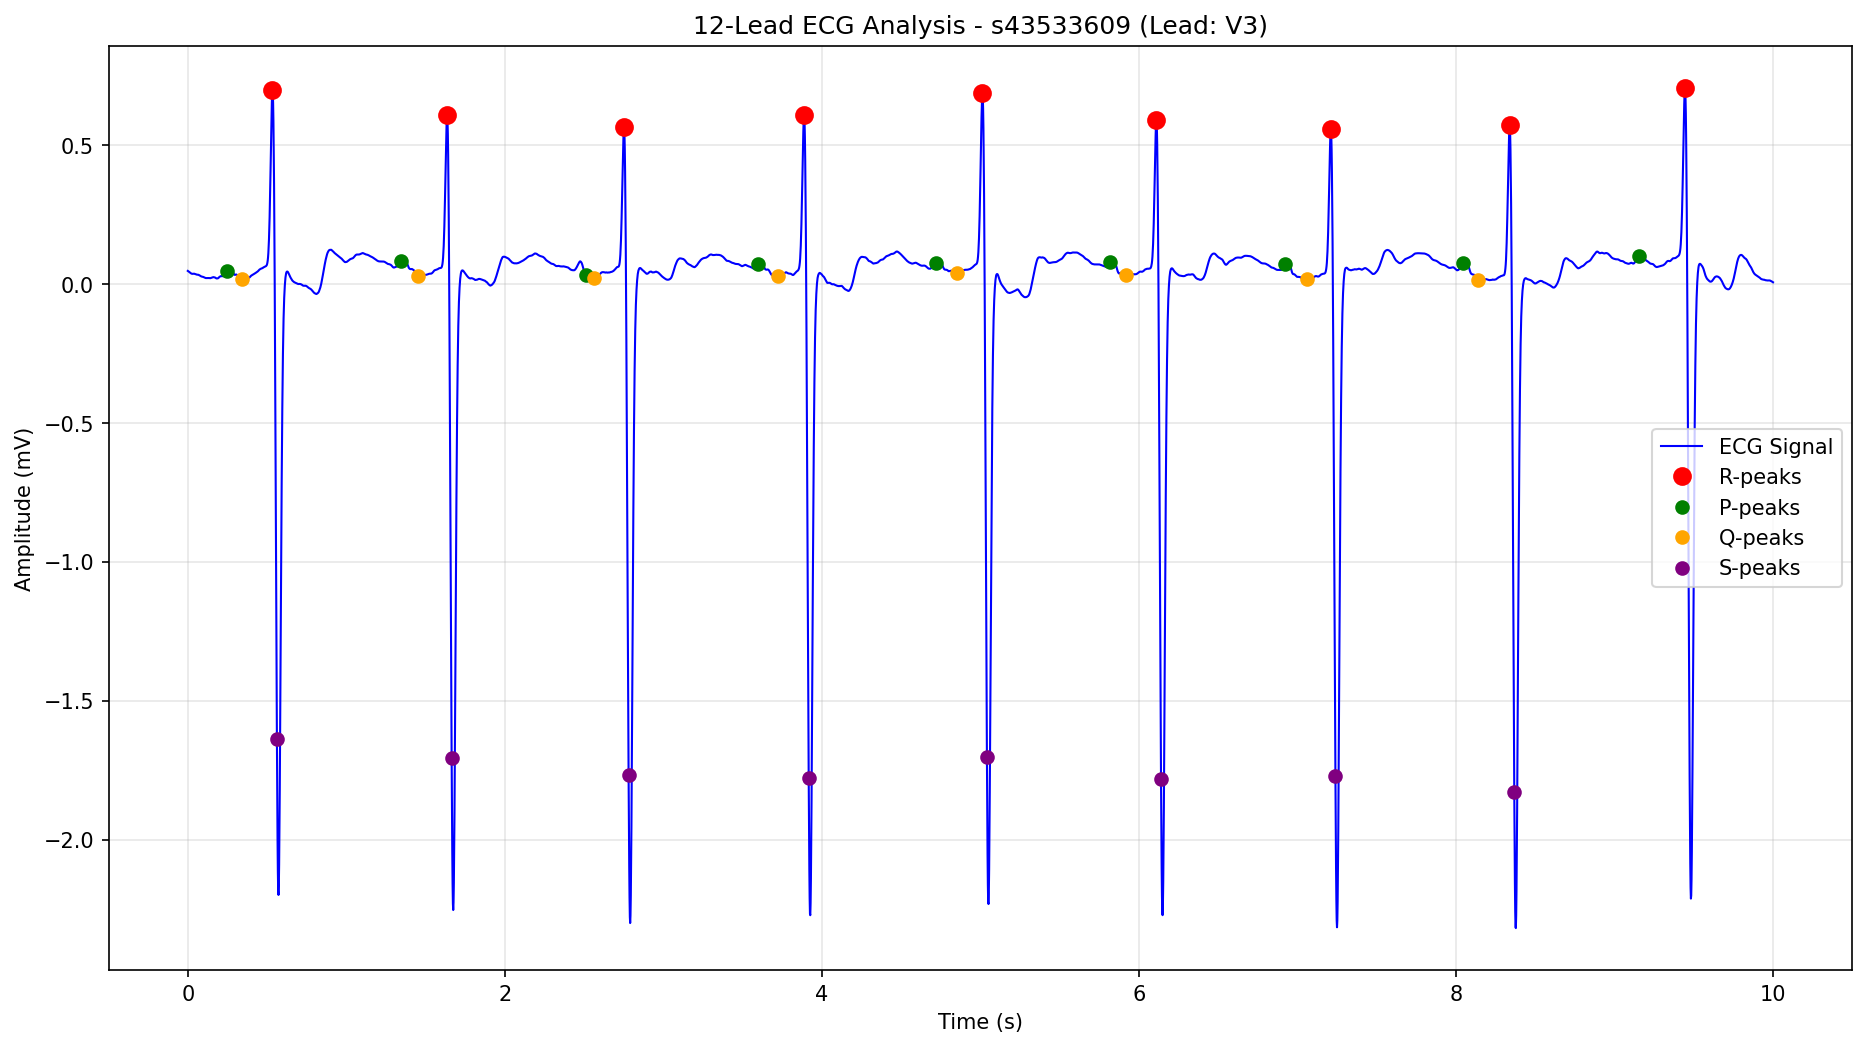 12-Lead ECG Analysis - s43533609 (Lead: V3)
Amplitude (mV)
0.5
0.0
−0.5
−1.0
−1.5
−2.0
ECG Signal
R-peaks
P-peaks
Q-peaks
S-peaks
0 2 4 6 8 10
Time (s)